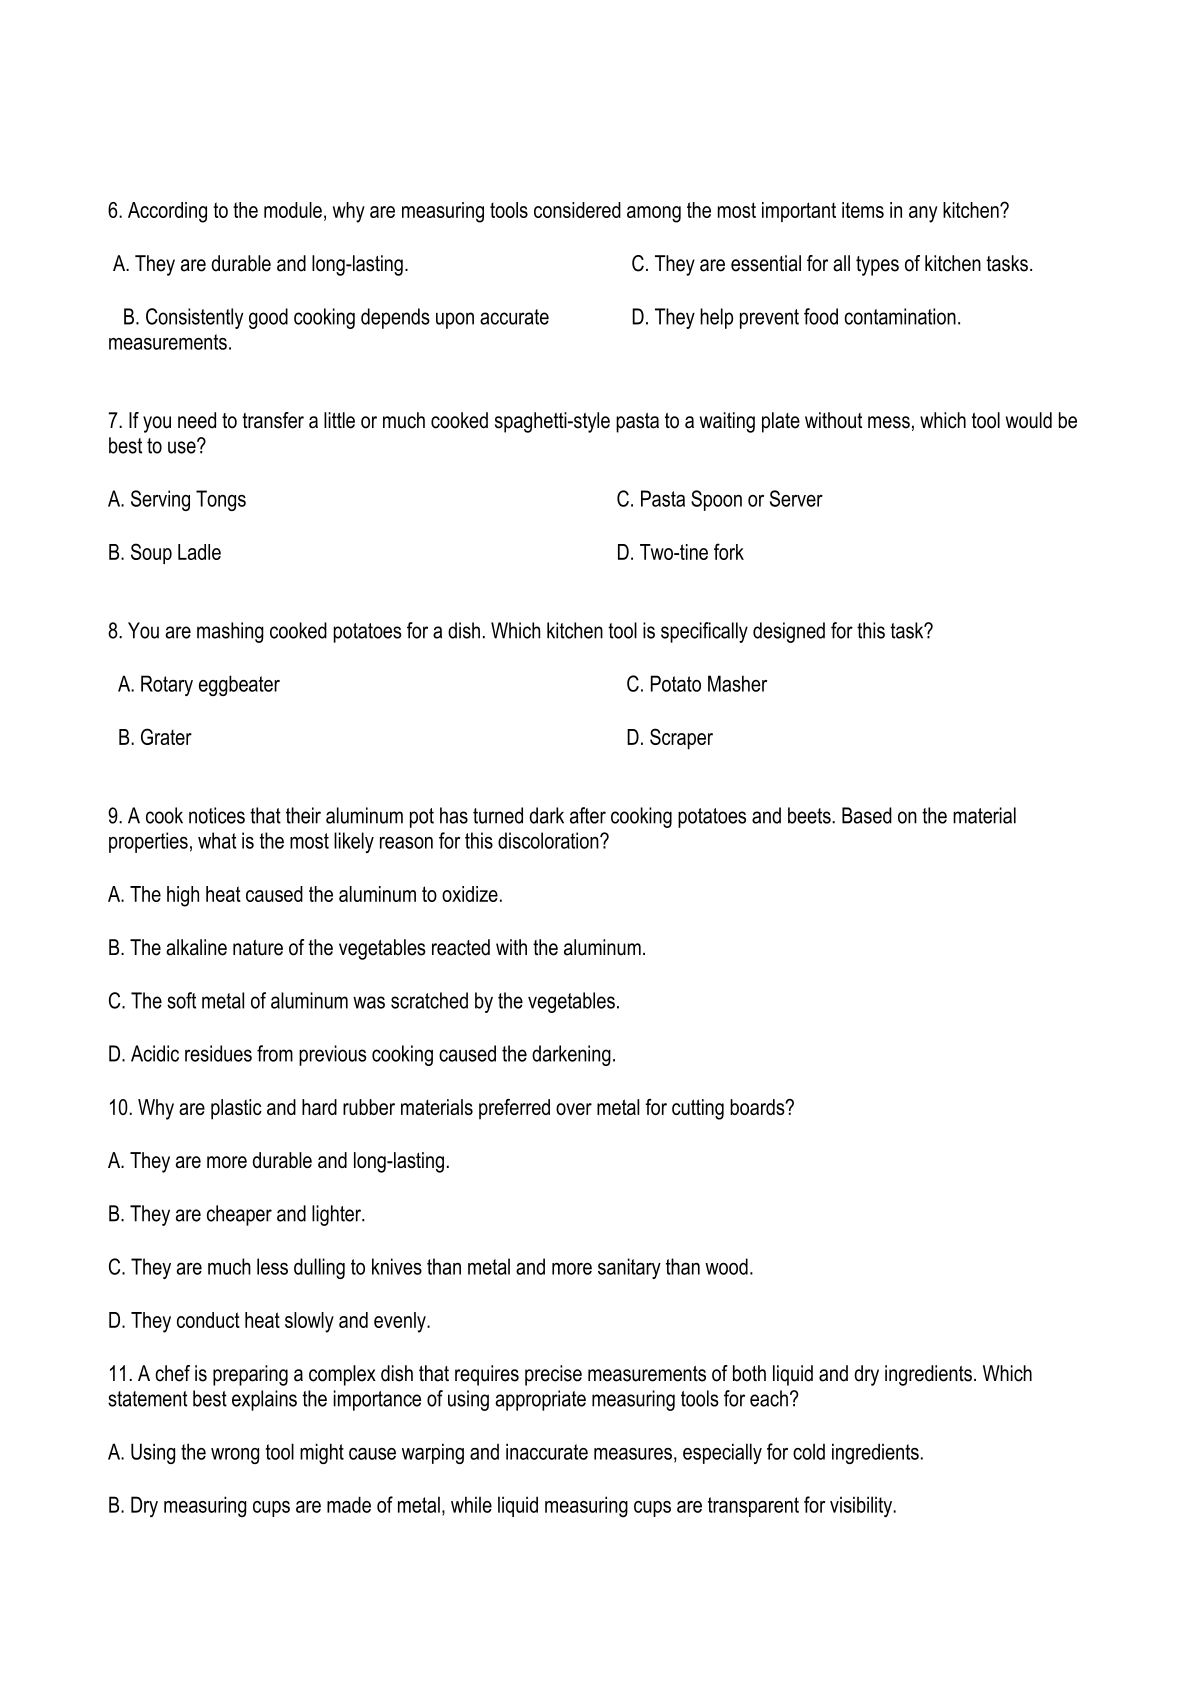 6. According to the module, why are measuring tools considered among the most important items in any kitchen?
A. They are durable and long-lasting.
C. They are essential for all types of kitchen tasks.
B. Consistently good cooking depends upon accurate
measurements.
D. They help prevent food contamination.
7. If you need to transfer a little or much cooked spaghetti-style pasta to a waiting plate without mess, which tool would be
best to use?
A. Serving Tongs
C. Pasta Spoon or Server
B. Soup Ladle
D. Two-tine fork
8. You are mashing cooked potatoes for a dish. Which kitchen tool is specifically designed for this task?
A. Rotary eggbeater
C. Potato Masher
B. Grater
D. Scraper
9. A cook notices that their aluminum pot has turned dark after cooking potatoes and beets. Based on the material
properties, what is the most likely reason for this discoloration?
A. The high heat caused the aluminum to oxidize.
B. The alkaline nature of the vegetables reacted with the aluminum.
C. The soft metal of aluminum was scratched by the vegetables.
D. Acidic residues from previous cooking caused the darkening.
10. Why are plastic and hard rubber materials preferred over metal for cutting boards?
A. They are more durable and long-lasting.
B. They are cheaper and lighter.
C. They are much less dulling to knives than metal and more sanitary than wood.
D. They conduct heat slowly and evenly.
11. A chef is preparing a complex dish that requires precise measurements of both liquid and dry ingredients. Which
statement best explains the importance of using appropriate measuring tools for each?
A. Using the wrong tool might cause warping and inaccurate measures, especially for cold ingredients.
B. Dry measuring cups are made of metal, while liquid measuring cups are transparent for visibility.